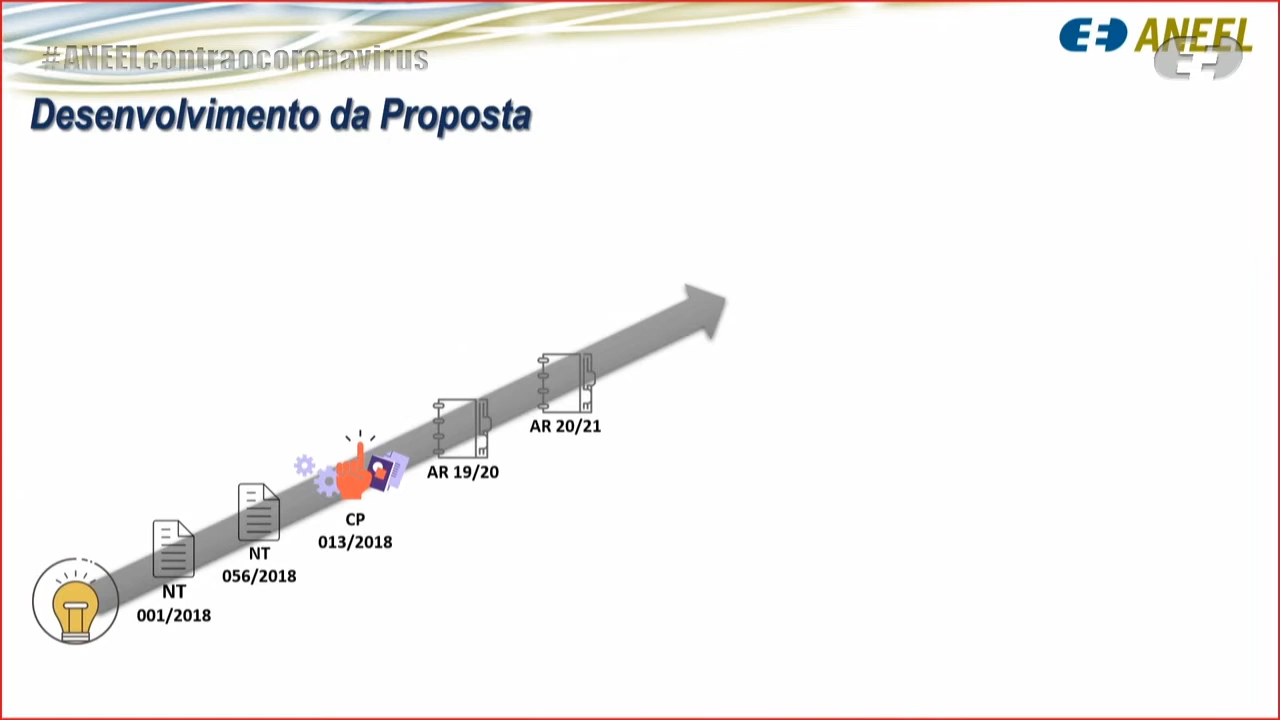 #ANEELcontraocoronavirus
ANEEL
Desenvolvimento da Proposta
AR 20/21
AR 19/20
CP
013/2018
NT
056/2018
NT
001/2018